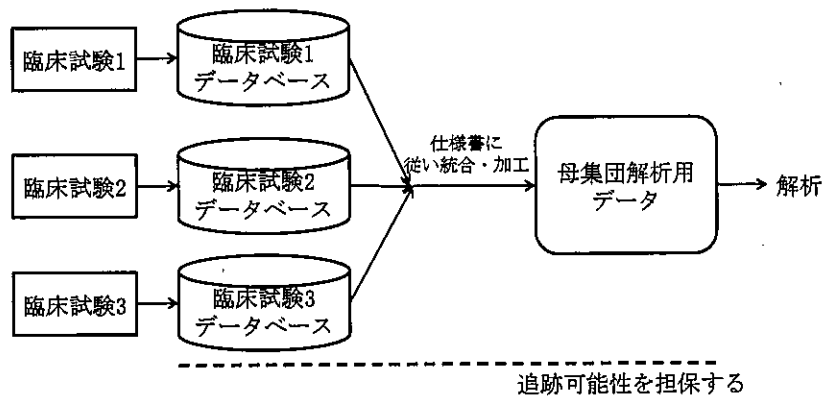 臨床試験1
臨床試験1
データベース
仕様書に
従い統合・加工
臨床試験2
臨床試験2
データベース
母集団解析用
データ
解析
臨床試験3
臨床試験3
データベース
追跡可能性を担保する